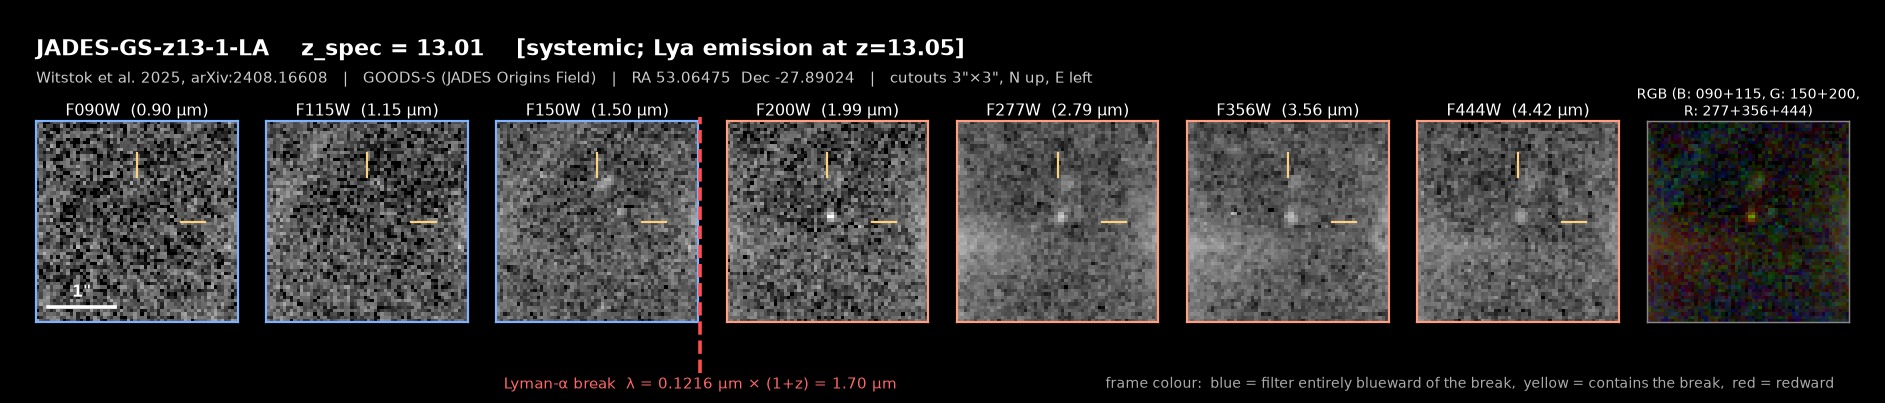 JADES-GS-z13-1-LA    z_spec = 13.01    [systemic; Lya emission at z=13.05]
Witstok et al. 2025, arXiv:2408.16608   |   GOODS-S (JADES Origins Field)   |   RA 53.06475  Dec -27.89024   |   cutouts 3"×3", N up, E left
F090W  (0.90 µm)
F115W  (1.15 µm)
F150W  (1.50 µm)
F200W  (1.99 µm)
F277W  (2.79 µm)
F356W  (3.56 µm)
F444W  (4.42 µm)
RGB (B: 090+115, G: 150+200,
R: 277+356+444)
1"
Lyman-α break  λ = 0.1216 µm × (1+z) = 1.70 µm
frame colour:  blue = filter entirely blueward of the break,  yellow = contains the break,  red = redward